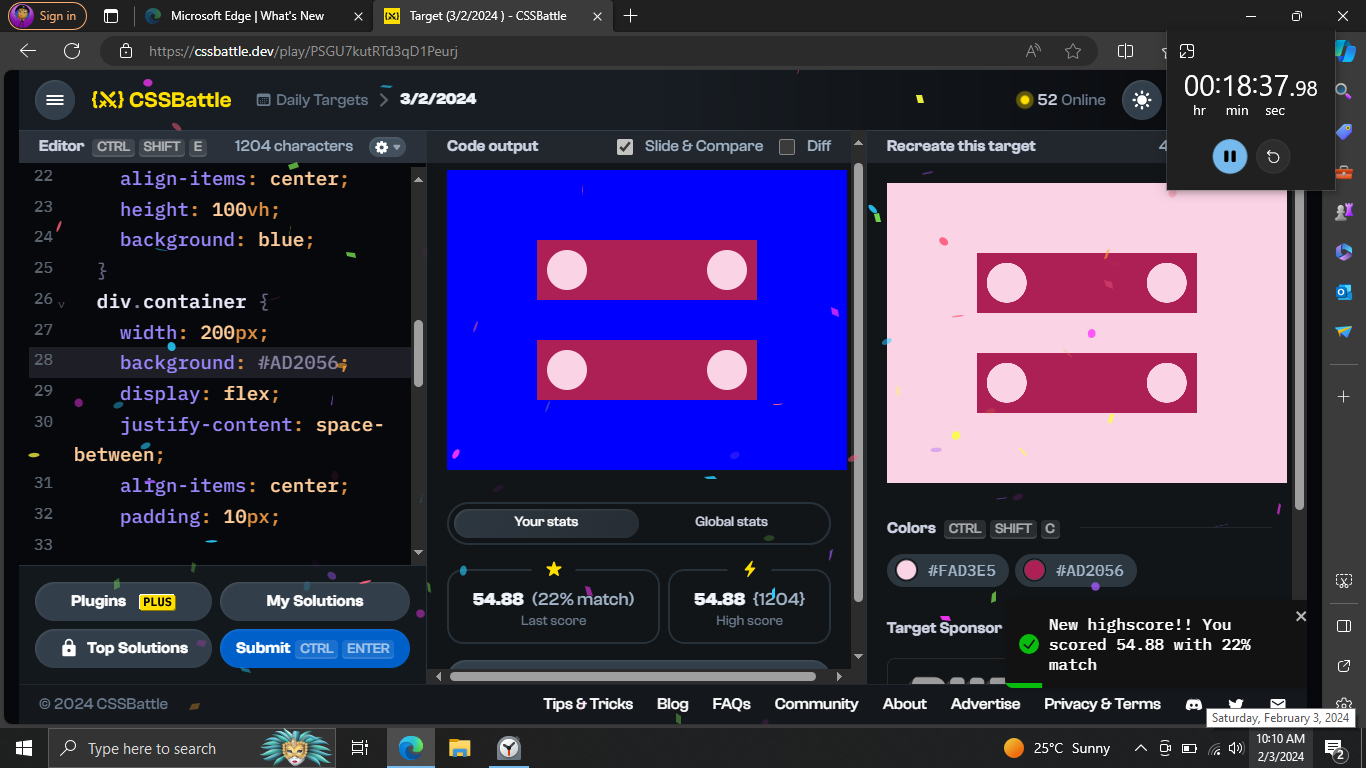 Sign in
Microsoft Edge | What's New
Target (3/2/2024 ) - CSSBattle
https://cssbattle.dev/play/PSGU7kutRTd3qD1Peurj
00:18:37.98
hr min sec
CSSBattle
Daily Targets
3/2/2024
52 Online
Editor CTRL SHIFT E
1204 characters
Code output
Slide & Compare
Diff
Recreate this target
4
22 align-items: center;
23 height: 100vh;
24 background: blue;
25 }
26 div.container {
27 width: 200px;
28 background: #AD2056;
29 display: flex;
30 justify-content: space-
between;
31 align-items: center;
32 padding: 10px;
33
Your stats
Global stats
54.88 (22% match)
Last score
54.88 {1204}
High score
Colors CTRL SHIFT C
#FAD3E5
#AD2056
Target Sponsor
Plugins PLUS
My Solutions
Top Solutions
Submit CTRL ENTER
New highscore!! You
scored 54.88 with 22%
match
© 2024 CSSBattle
Tips & Tricks
Blog
FAQs
Community
About
Advertise
Privacy & Terms
Saturday, February 3, 2024
Type here to search
25°C Sunny
10:10 AM
2/3/2024
2